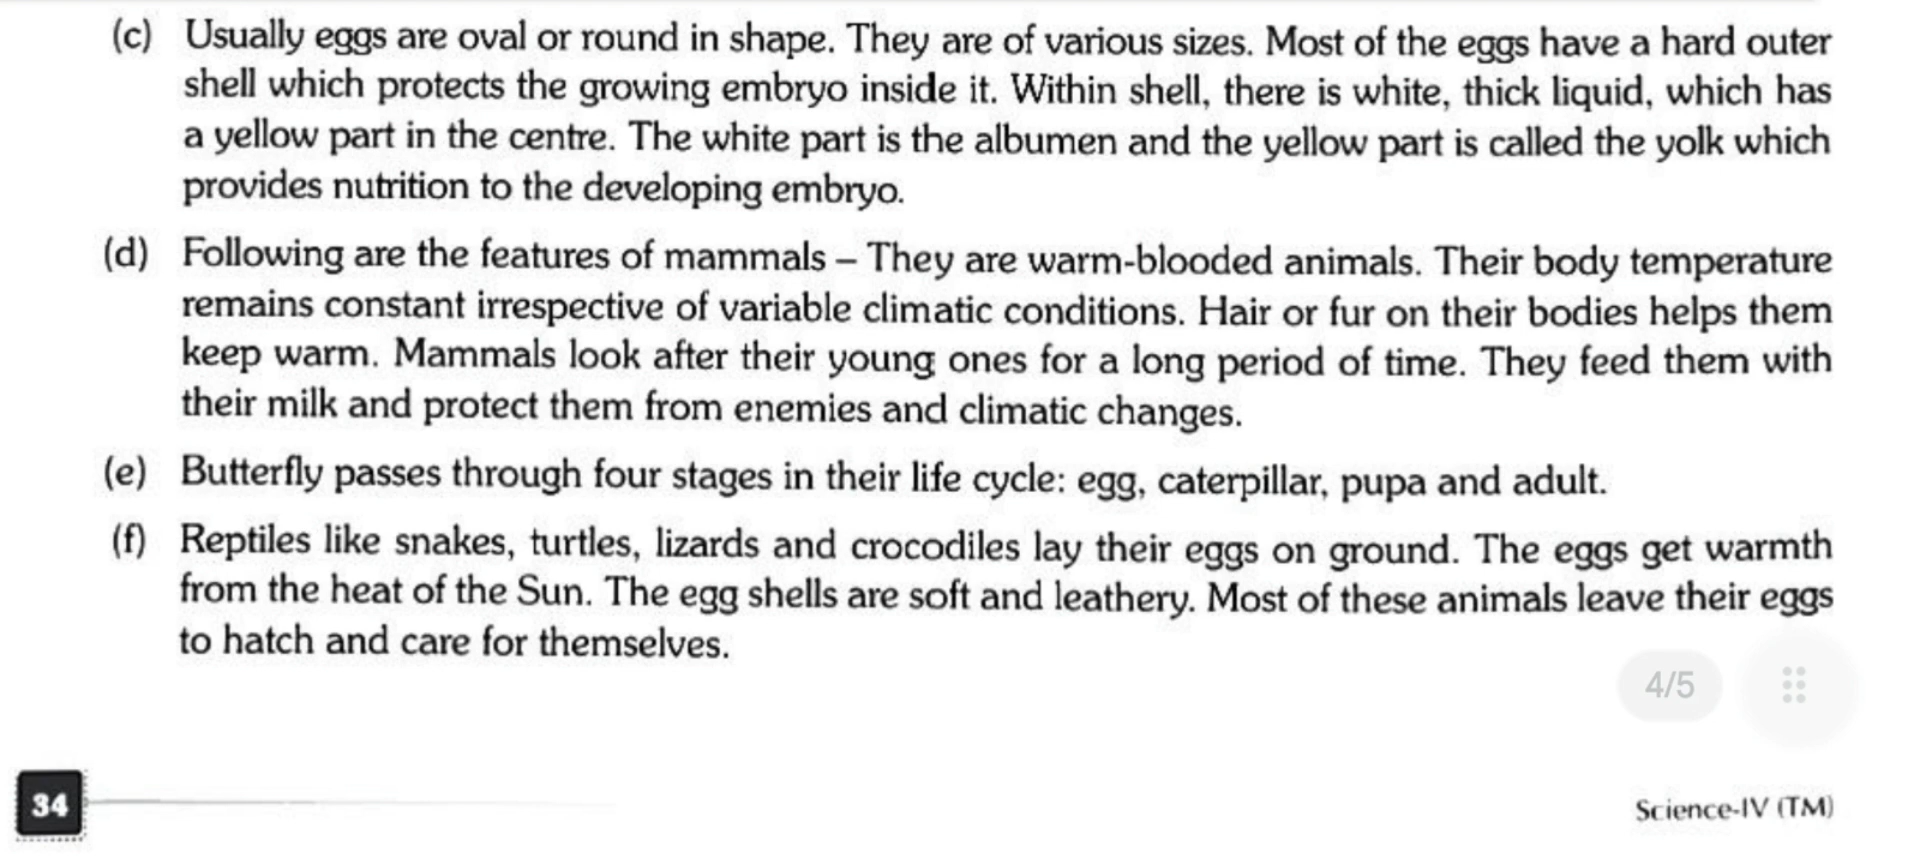 (c) Usually eggs are oval or round in shape. They are of various sizes. Most of the eggs have a hard outer
shell which protects the growing embryo inside it. Within shell, there is white, thick liquid, which has
a yellow part in the centre. The white part is the albumen and the yellow part is called the yolk which
provides nutrition to the developing embryo.
(d) Following are the features of mammals – They are warm-blooded animals. Their body temperature
remains constant irrespective of variable climatic conditions. Hair or fur on their bodies helps them
keep warm. Mammals look after their young ones for a long period of time. They feed them with
their milk and protect them from enemies and climatic changes.
(e) Butterfly passes through four stages in their life cycle: egg, caterpillar, pupa and adult.
(f) Reptiles like snakes, turtles, lizards and crocodiles lay their eggs on ground. The eggs get warmth
from the heat of the Sun. The egg shells are soft and leathery. Most of these animals leave their eggs
to hatch and care for themselves.
4/5
34
Science-IV (TM)